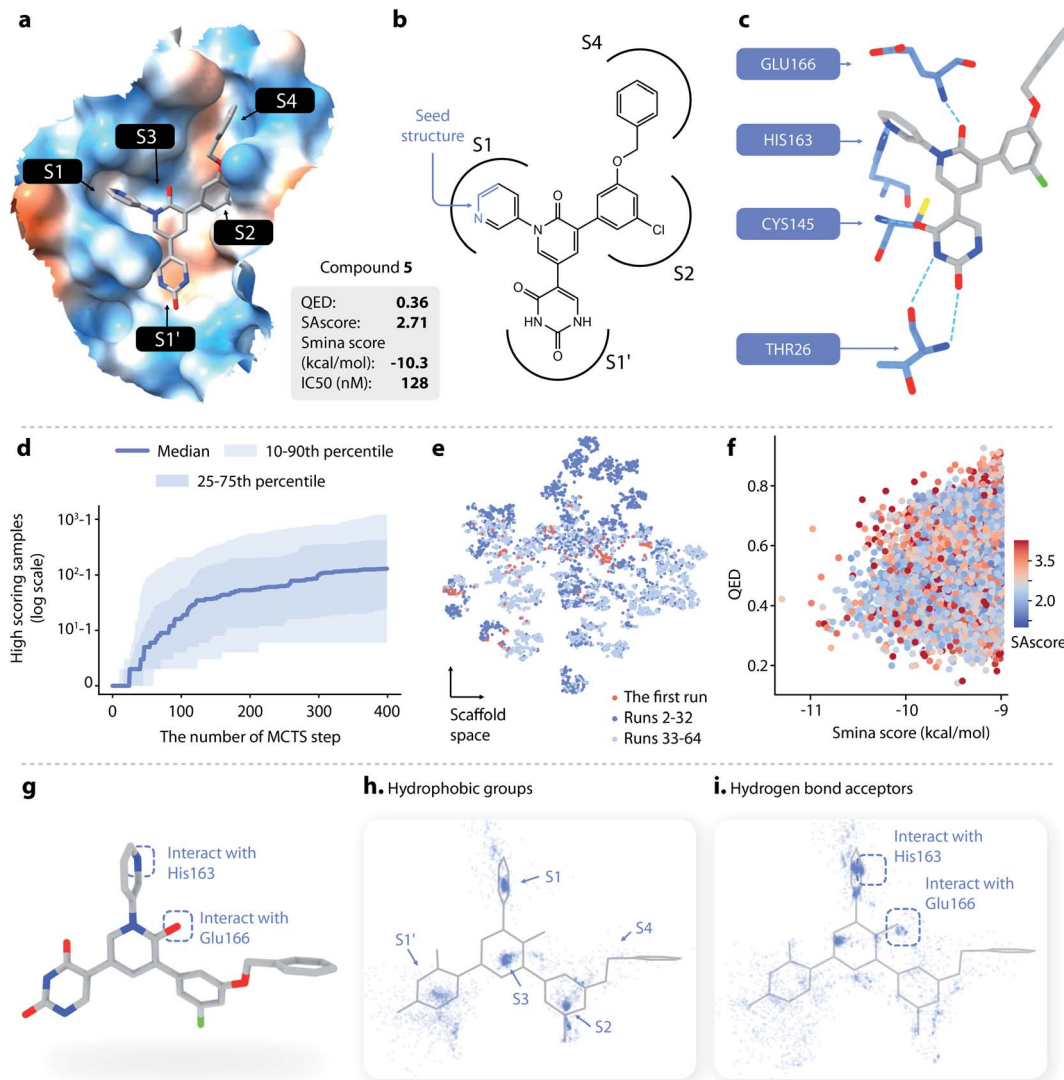 a
S4
S3
S1
S2
S1'
Compound 5
QED: 0.36
SAscore: 2.71
Smina score
(kcal/mol): -10.3
IC50 (nM): 128
b
S4
Seed
structure
S1
O
N
N
O
Cl
S2
O
NH
HN
O
S1'
c
GLU166
HIS163
CYS145
THR26
d
Median
10-90th percentile
25-75th percentile
High scoring samples
(log scale)
10³-1
10²-1
10¹-1
0
0 100 200 300 400
The number of MCTS step
e
Scaffold
space
The first run
Runs 2-32
Runs 33-64
f
QED
0.8
0.6
0.4
0.2
-11 -10 -9
Smina score (kcal/mol)
3.5
2.0
SAscore
g
Interact with
His163
Interact with
Glu166
h. Hydrophobic groups
S1
S1'
S4
S3
S2
i. Hydrogen bond acceptors
Interact with
His163
Interact with
Glu166